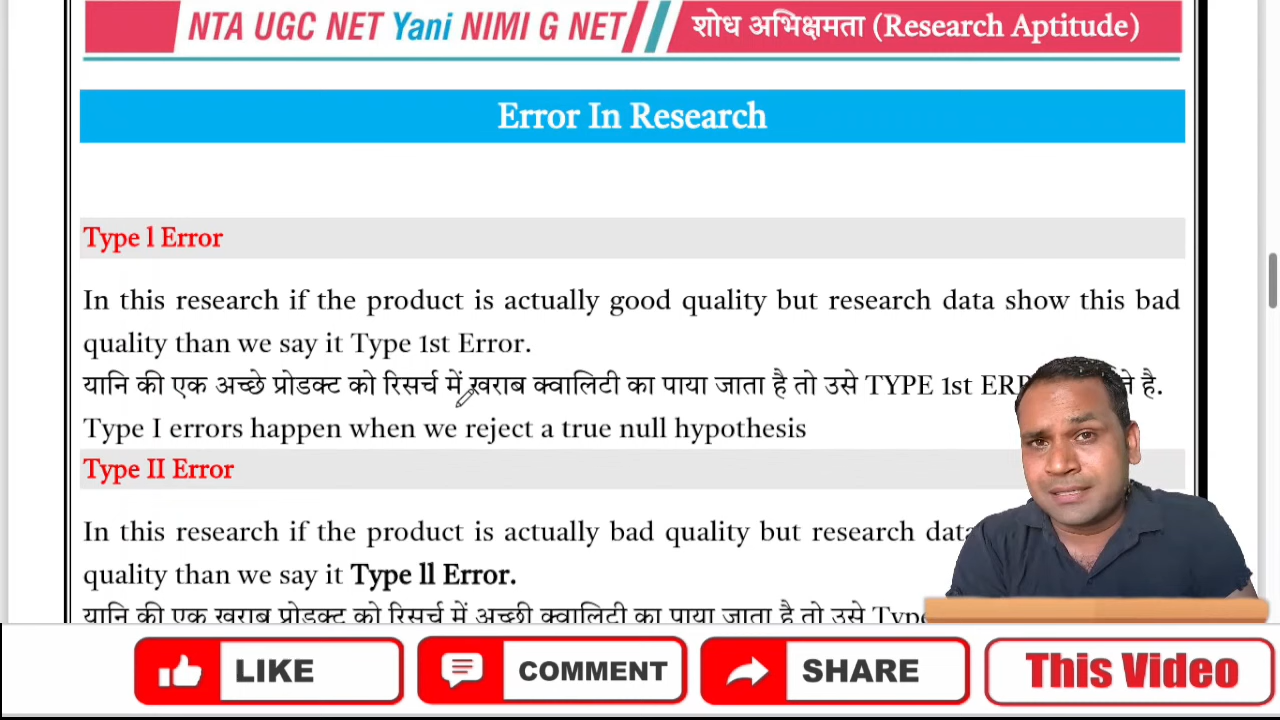 NTA UGC NET Yani NIMI G NET
शोध अभिक्षमता (Research Aptitude)
Error In Research
Type l Error
In this research if the product is actually good quality but research data show this bad
quality than we say it Type 1st Error.
यानि की एक अच्छे प्रोडक्ट को रिसर्च में ख़राब क्वालिटी का पाया जाता है तो उसे TYPE 1st है.
Type I errors happen when we reject a true null hypothesis
Type II Error
In this research if the product is actually bad quality but research data
quality than we say it Type ll Error.
यानि की एक खराब प्रोडक्ट को रिसर्च में अच्छी क्वालिटी का पाया जाता है तो उसे Type
LIKE
COMMENT
SHARE
This Video